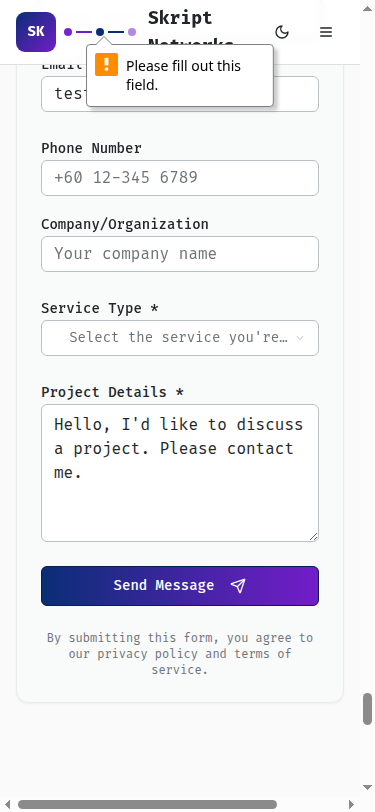 SK
Skript
Networks
Please fill out this
field.
Email
Phone Number
+60 12-345 6789
Company/Organization
Your company name
Service Type *
Select the service you're…
Project Details *
Hello, I'd like to discuss
a project. Please contact
me.
Send Message
By submitting this form, you agree to
our privacy policy and terms of
service.